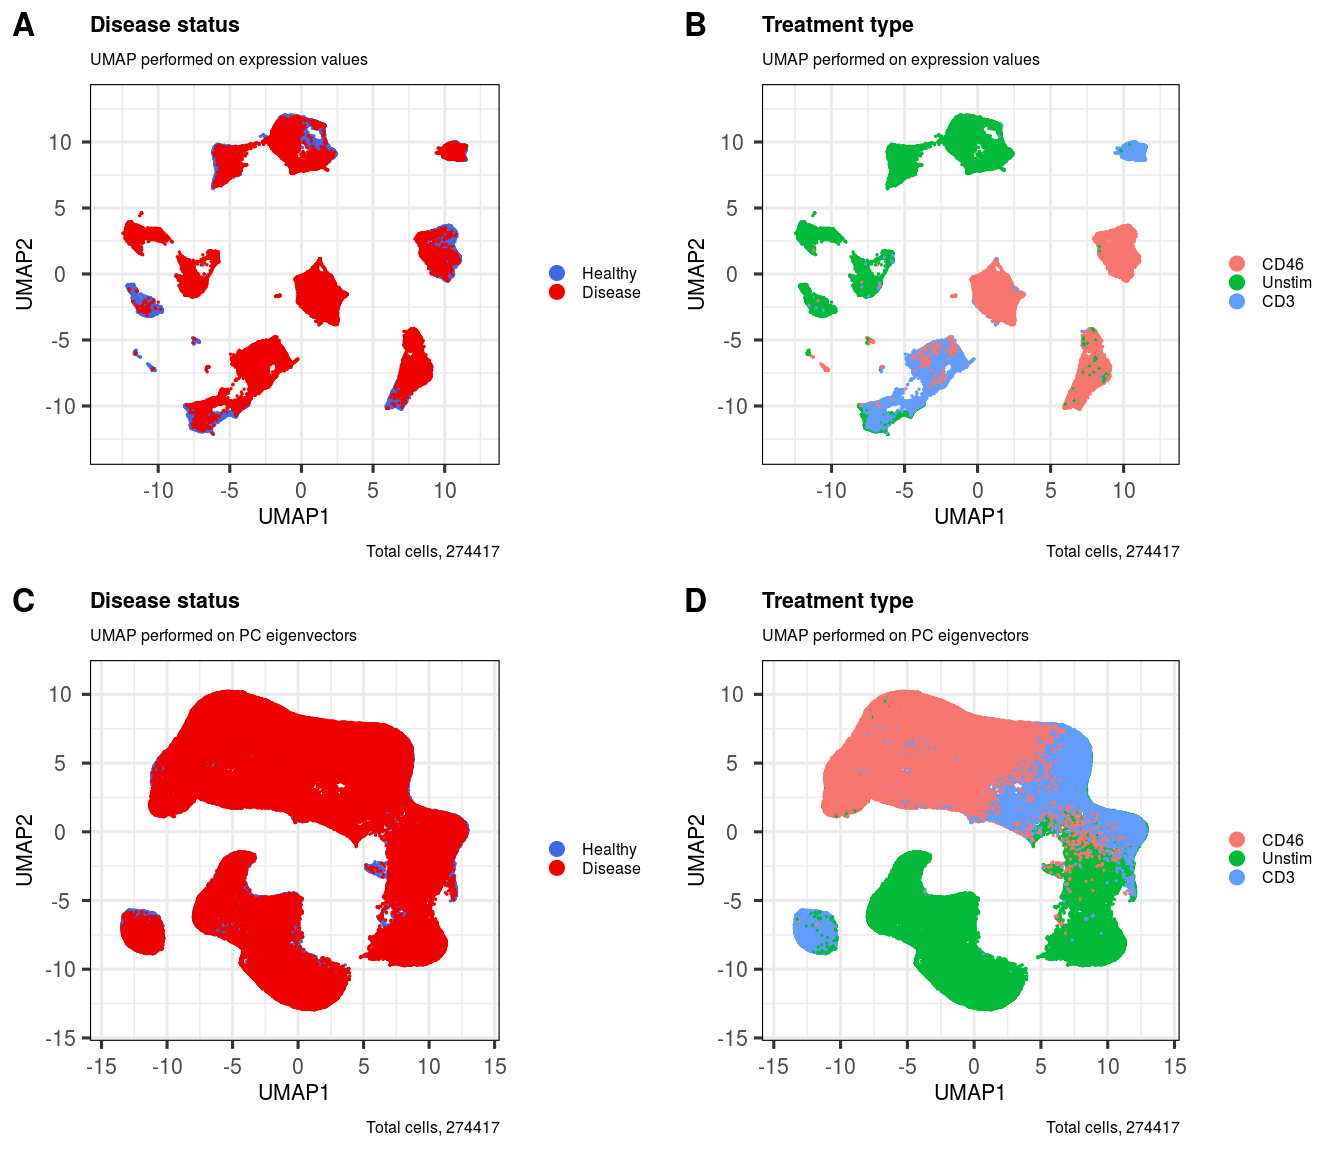 A
Disease status
UMAP performed on expression values
10
5
0
-5
-10
UMAP2
-10 -5 0 5 10
UMAP1
Healthy
Disease
Total cells, 274417
B
Treatment type
UMAP performed on expression values
10
5
0
-5
-10
UMAP2
-10 -5 0 5 10
UMAP1
CD46
Unstim
CD3
Total cells, 274417
C
Disease status
UMAP performed on PC eigenvectors
10
5
0
-5
-10
-15
UMAP2
-15 -10 -5 0 5 10 15
UMAP1
Healthy
Disease
Total cells, 274417
D
Treatment type
UMAP performed on PC eigenvectors
10
5
0
-5
-10
-15
UMAP2
-15 -10 -5 0 5 10 15
UMAP1
CD46
Unstim
CD3
Total cells, 274417